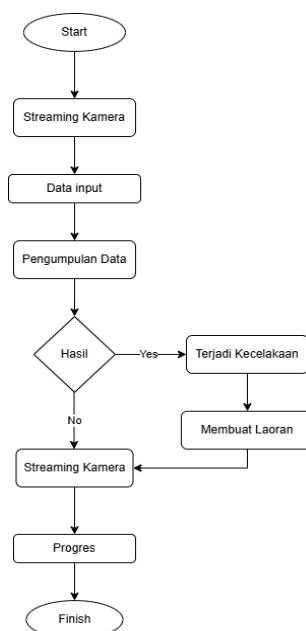 Start
Streaming Kamera
Data input
Pengumpulan Data
Hasil
Yes
Terjadi Kecelakaan
Membuat Laoran
No
Streaming Kamera
Progres
Finish